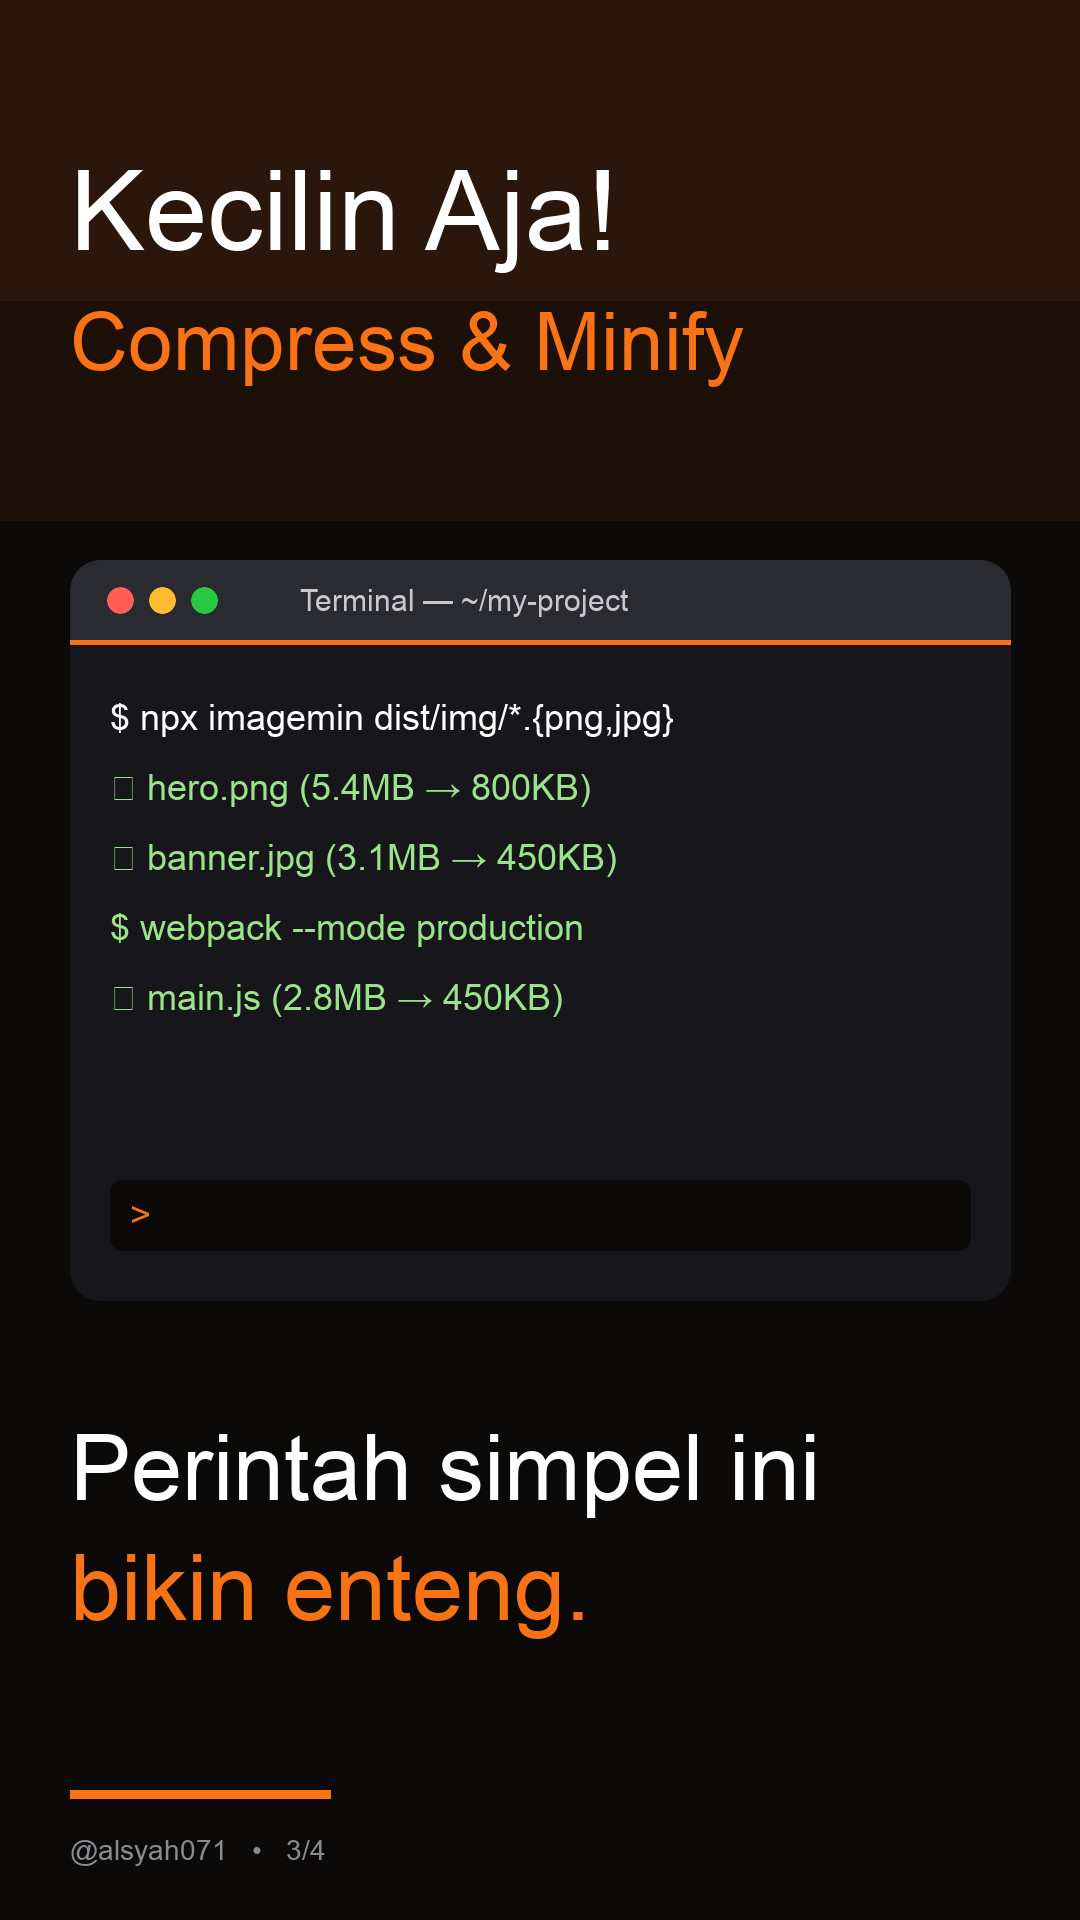 Kecilin Aja!
Compress & Minify
Terminal — ~/my-project
$ npx imagemin dist/img/*.{png,jpg}
□ hero.png (5.4MB → 800KB)
□ banner.jpg (3.1MB → 450KB)
$ webpack --mode production
□ main.js (2.8MB → 450KB)
>
Perintah simpel ini
bikin enteng.
@alsyah071 • 3/4